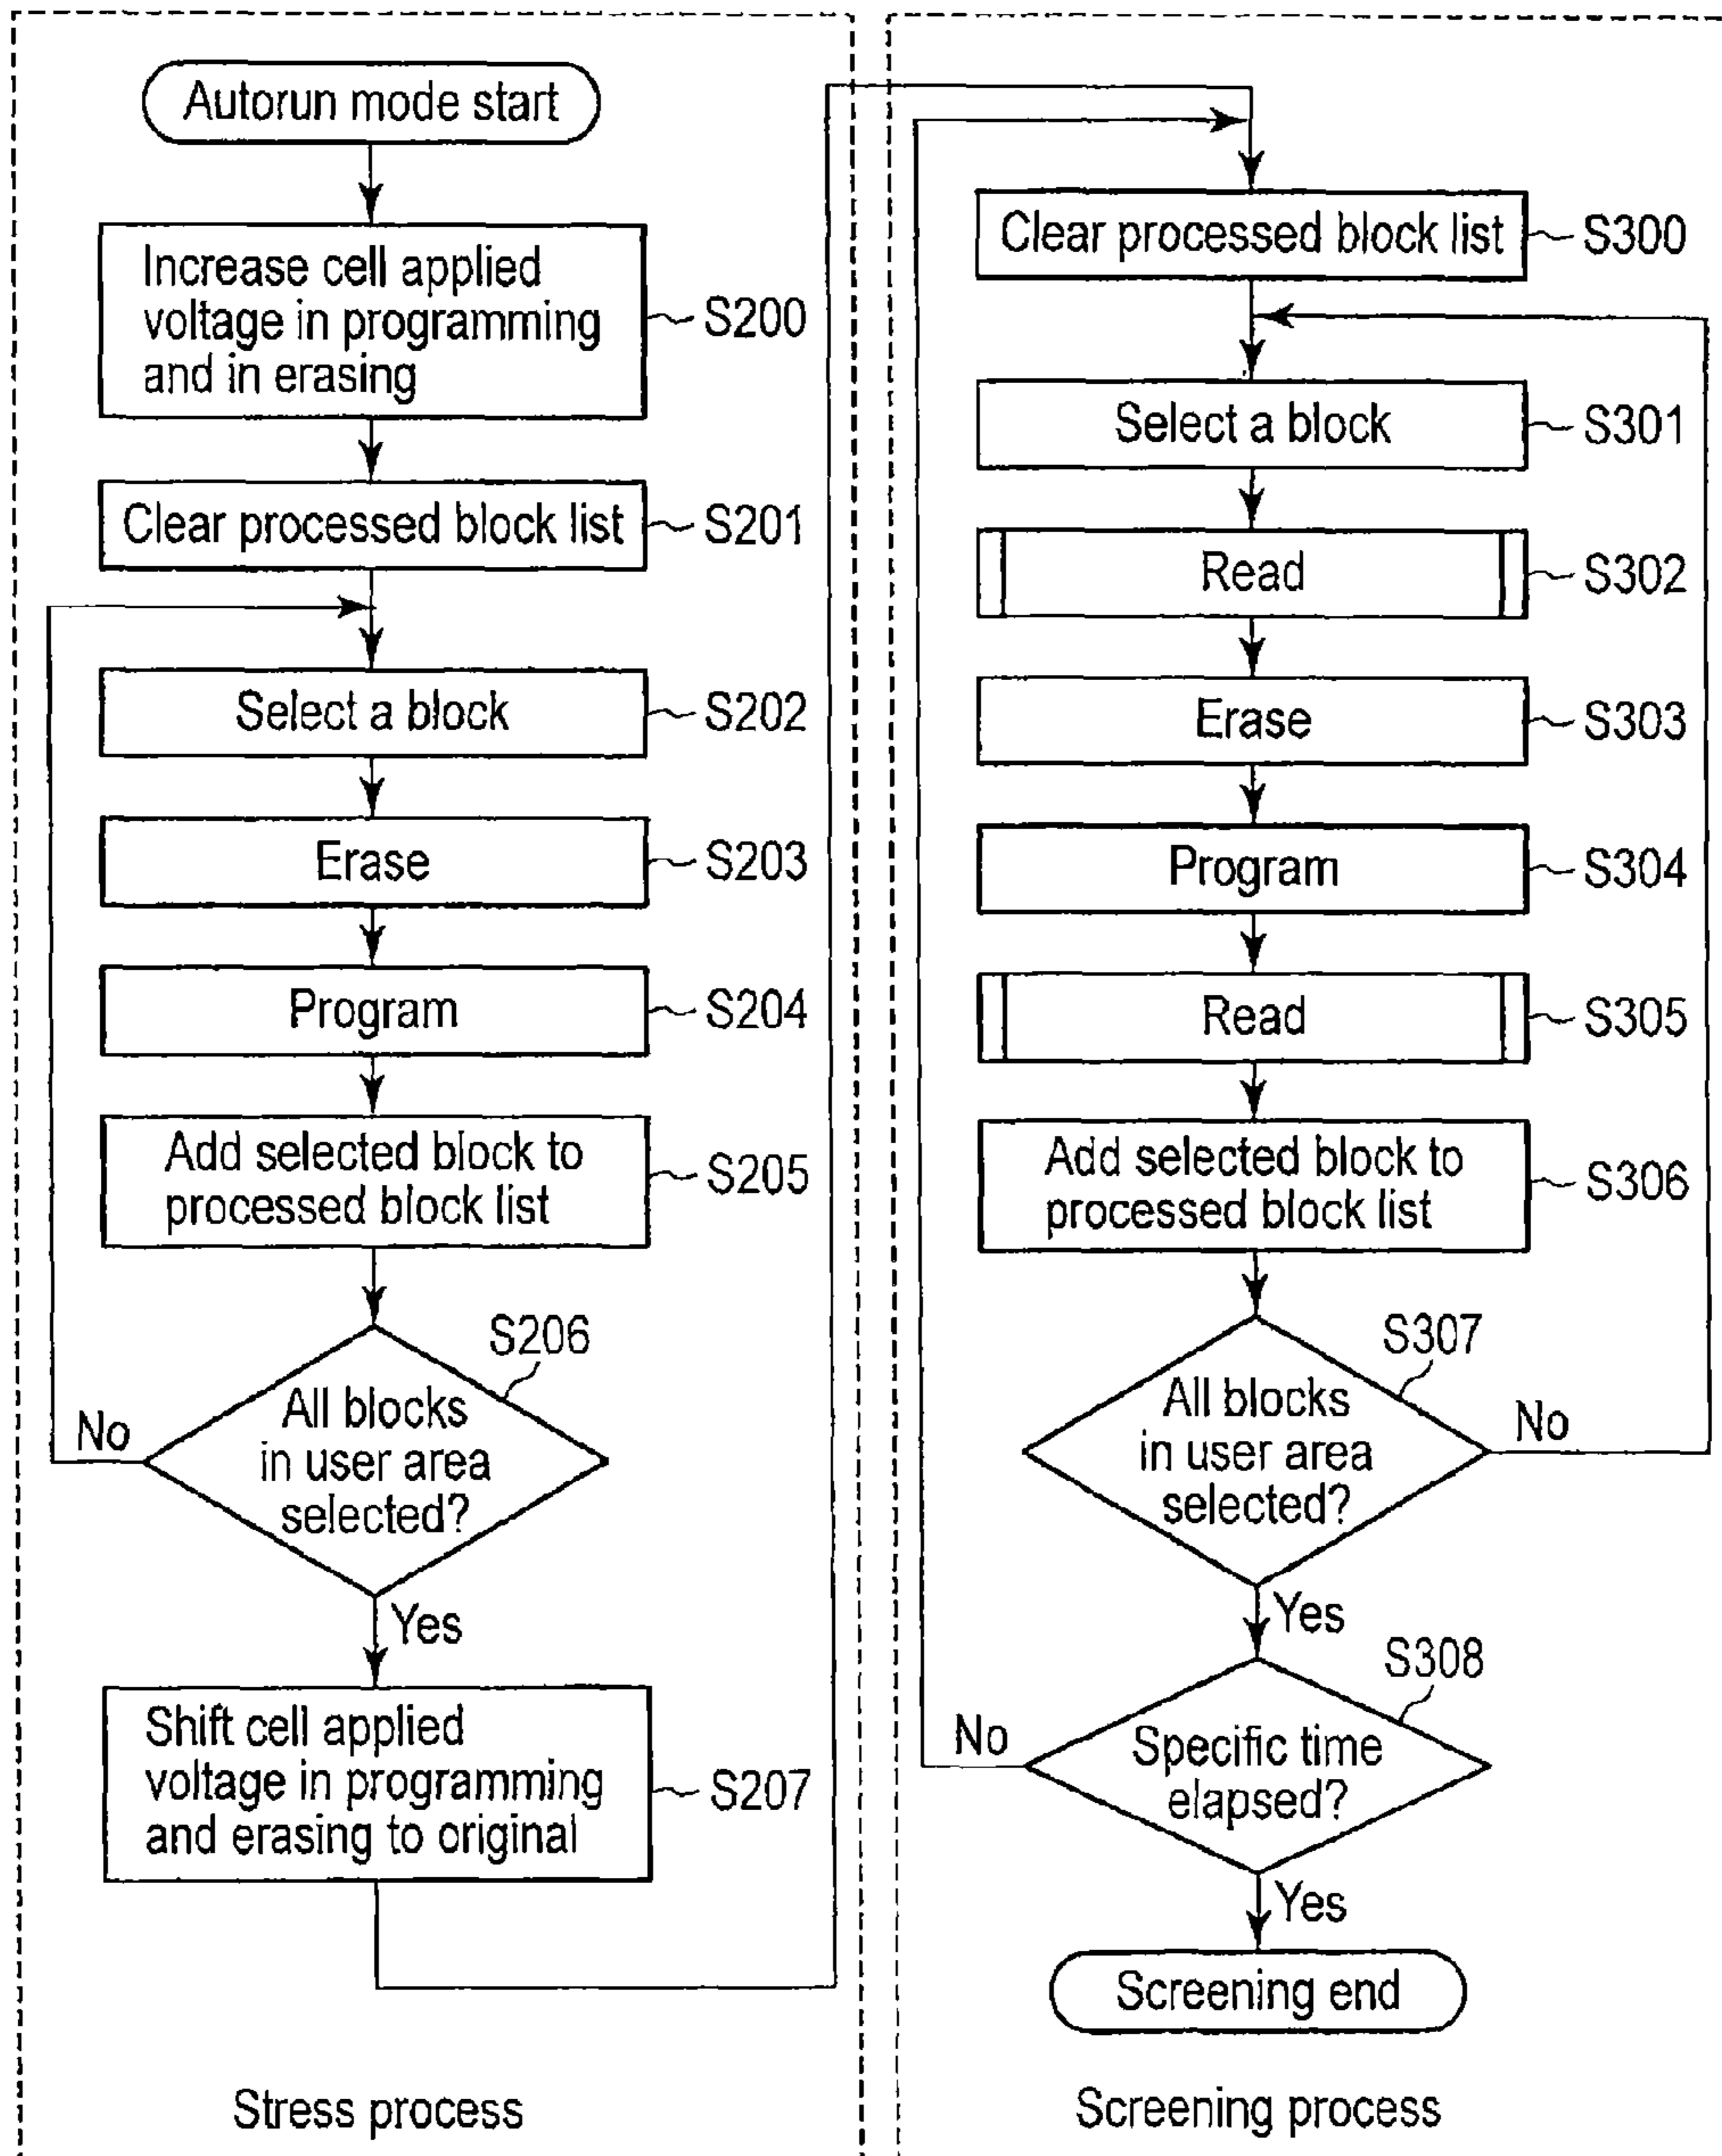 Autorun mode start
Increase cell applied
voltage in programming
and in erasing
S200
Clear processed block list
S201
Select a block
S202
Erase
S203
Program
S204
Add selected block to
processed block list
S205
S206
All blocks
in user area
selected?
No
Yes
Shift cell applied
voltage in programming
and erasing to original
S207
Stress process
Clear processed block list
S300
Select a block
S301
Read
S302
Erase
S303
Program
S304
Read
S305
Add selected block to
processed block list
S306
S307
All blocks
in user area
selected?
No
Yes
S308
Specific time
elapsed?
No
Yes
Screening end
Screening process